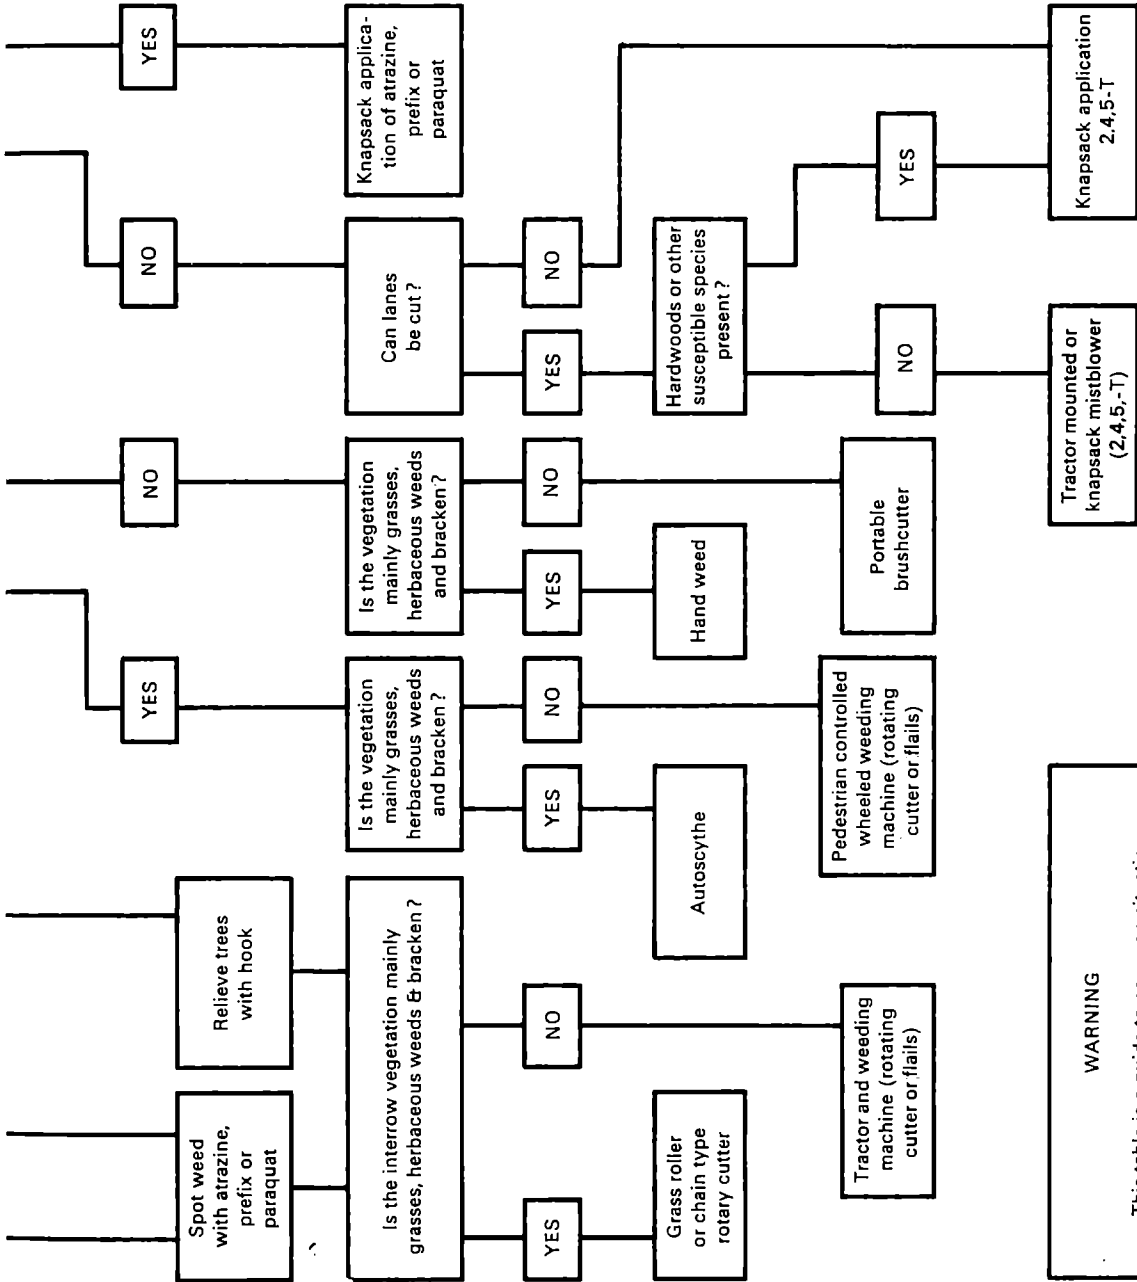 YES
NO
NO
YES
Spot weed
with atrazine,
prefix or
paraquat
Relieve trees
with hook
Is the interrow vegetation mainly
grasses, herbaceous weeds & bracken?
Is the vegetation
mainly grasses,
herbaceous weeds
and bracken?
Is the vegetation
mainly grasses,
herbaceous weeds
and bracken?
Can lanes
be cut?
Knapsack applica-
tion of atrazine,
prefix or
paraquat
YES
NO
YES
NO
YES
NO
YES
NO
Grass roller
or chain type
rotary cutter
Autoscythe
Hand weed
Hardwoods or other
susceptible species
present?
Tractor and weeding
machine (rotating
cutter or flails)
Pedestrian controlled
wheeled weeding
machine (rotating
cutter or flails)
Portable
brushcutter
NO
YES
WARNING
Tractor mounted or
knapsack mistblower
(2,4,5,-T)
Knapsack application
2.4,5-T
This table is a guide to